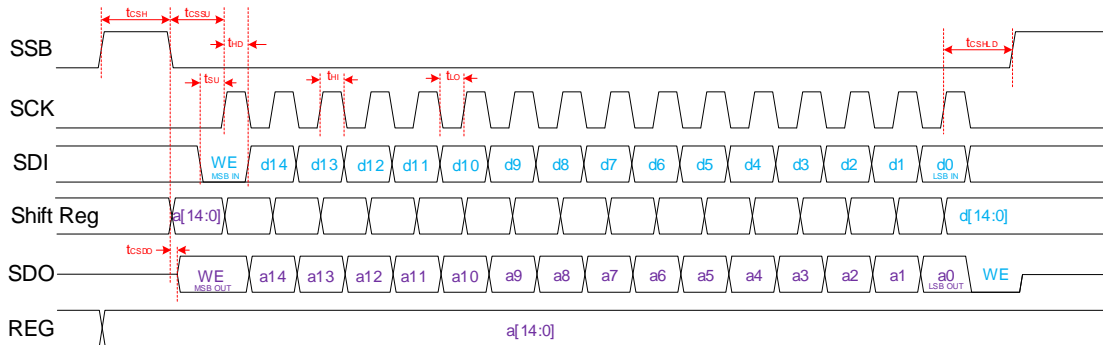 tCSH tCSSU
SSB tHD tCSHLD
tSU tHI tLO
SCK
SDI WE d14 d13 d12 d11 d10 d9 d8 d7 d6 d5 d4 d3 d2 d1 d0
MSB IN LSB IN
Shift Reg a[14:0] d[14:0]
tCSDO
SDO WE a14 a13 a12 a11 a10 a9 a8 a7 a6 a5 a4 a3 a2 a1 a0 WE
MSB OUT LSB OUT
REG a[14:0]